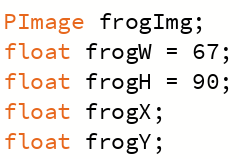 PImage frogImg;
float frogW = 67;
float frogH = 90;
float frogX;
float frogY;